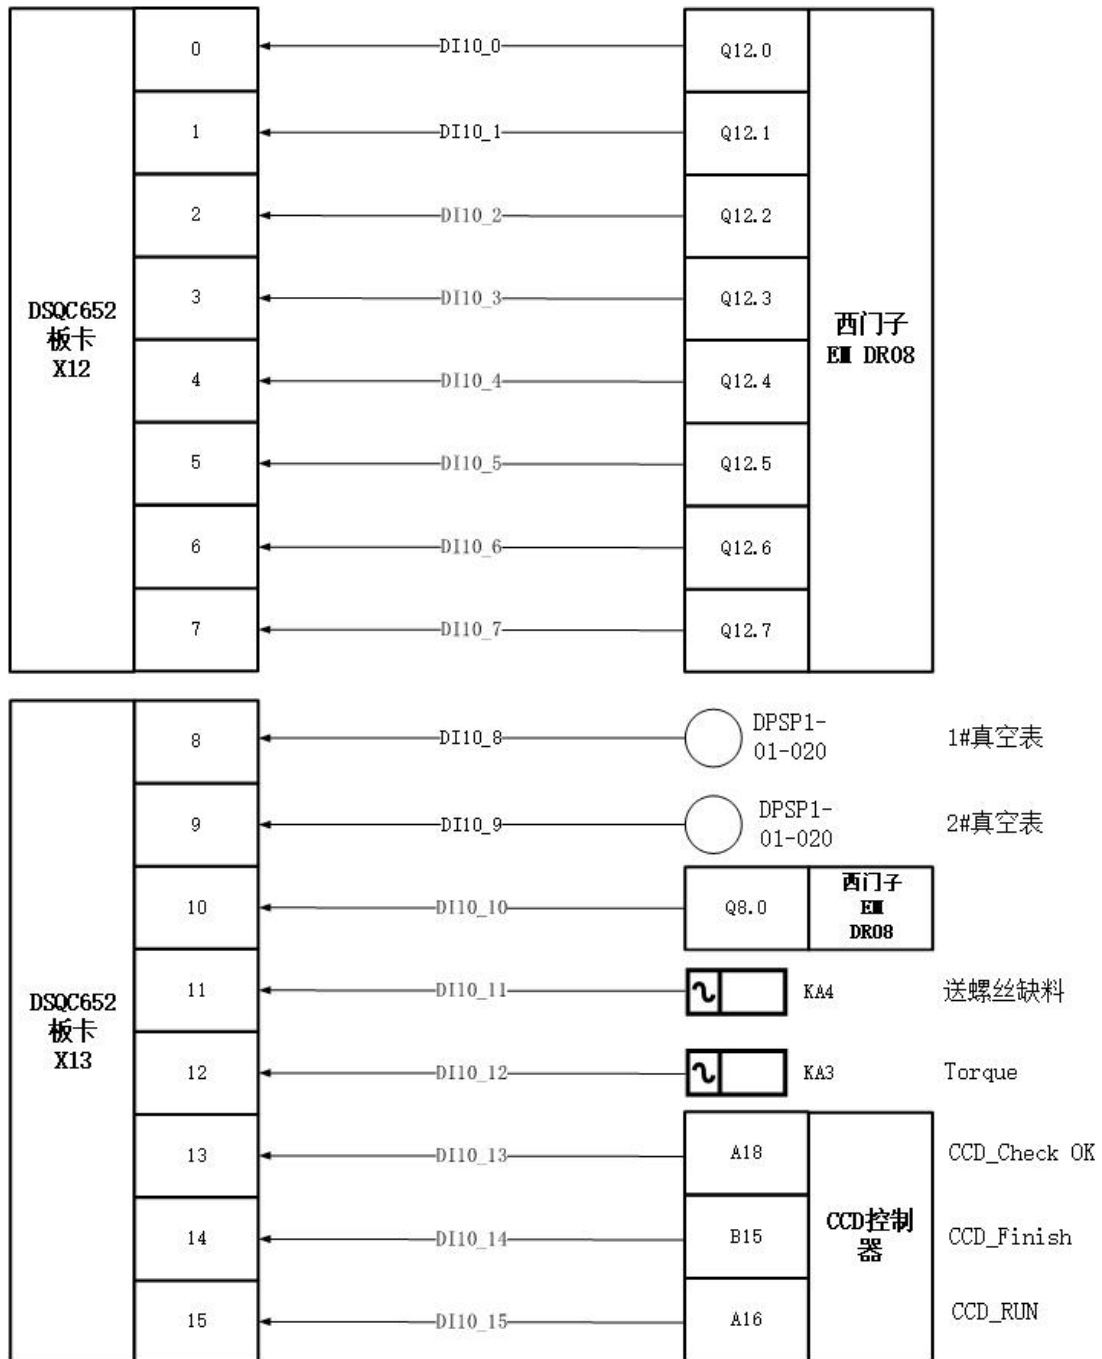 0
DI10_0
Q12.0
1
DI10_1
Q12.1
2
DI10_2
Q12.2
3
DI10_3
Q12.3
DSQC652
板卡
X12
西门子
EM DR08
4
DI10_4
Q12.4
5
DI10_5
Q12.5
6
DI10_6
Q12.6
7
DI10_7
Q12.7
8
DI10_8
DPSP1-
01-020
1#真空表
9
DI10_9
DPSP1-
01-020
2#真空表
10
DI10_10
Q8.0
西门子
EM
DR08
11
DI10_11
KA4
送螺丝缺料
DSQC652
板卡
X13
12
DI10_12
KA3
Torque
13
DI10_13
A18
CCD_Check OK
14
DI10_14
B15
CCD控制
器
CCD_Finish
15
DI10_15
A16
CCD_RUN